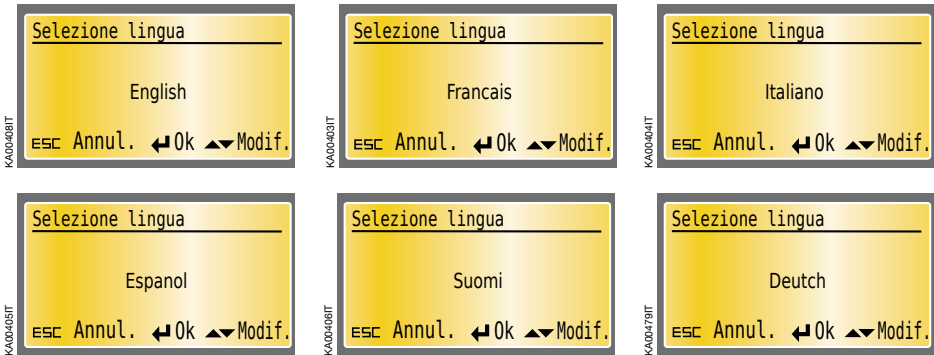 Selezione lingua
English
ESC Annul. Ok Modif.
KA00408IT
Selezione lingua
Francais
ESC Annul. Ok Modif.
KA00403IT
Selezione lingua
Italiano
ESC Annul. Ok Modif.
KA00404IT
Selezione lingua
Espanol
ESC Annul. Ok Modif.
KA00405IT
Selezione lingua
Suomi
ESC Annul. Ok Modif.
KA00406IT
Selezione lingua
Deutch
ESC Annul. Ok Modif.
KA00479IT